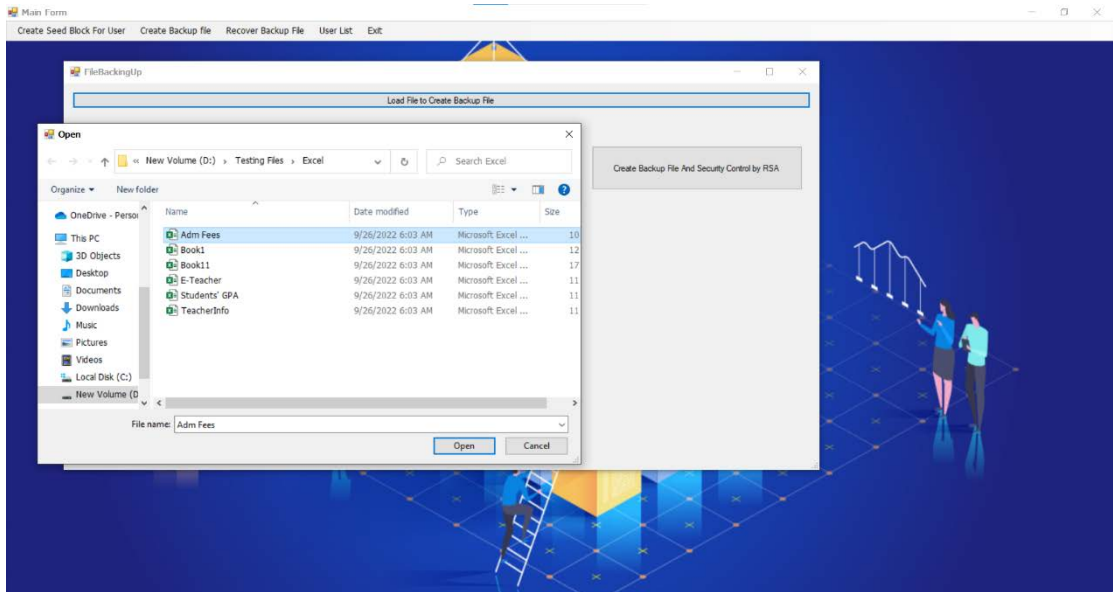 Main Form
Create Seed Block For User Create Backup file Recover Backup File User List Exit
FileBackingUp
Load File to Create Backup File
Open
« New Volume (D:) › Testing Files › Excel
Search Excel
Create Backup File And Security Control by RSA
Organize New folder
Name Date modified Type Size
OneDrive - Person
This PC
3D Objects
Desktop
Documents
Downloads
Music
Pictures
Videos
Local Disk (C:)
New Volume (D
Adm Fees 9/26/2022 6:03 AM Microsoft Excel ... 10
Book1 9/26/2022 6:03 AM Microsoft Excel ... 12
Book11 9/26/2022 6:03 AM Microsoft Excel ... 17
E-Teacher 9/26/2022 6:03 AM Microsoft Excel ... 11
Students' GPA 9/26/2022 6:03 AM Microsoft Excel ... 11
TeacherInfo 9/26/2022 6:03 AM Microsoft Excel ... 11
File name: Adm Fees
Open Cancel